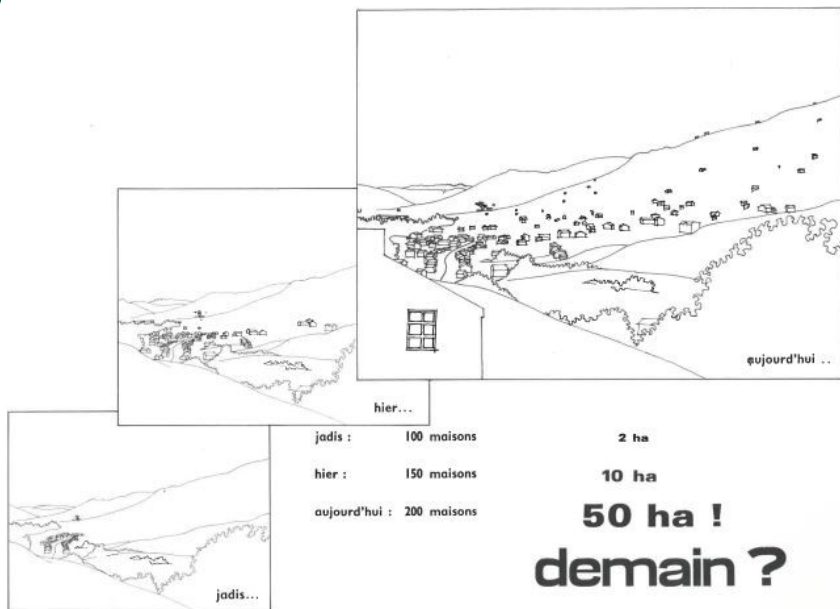 aujourd'hui ..
hier...
jadis : 100 maisons 2 ha
hier : 150 maisons 10 ha
aujourd'hui : 200 maisons 50 ha !
demain ?
jadis...